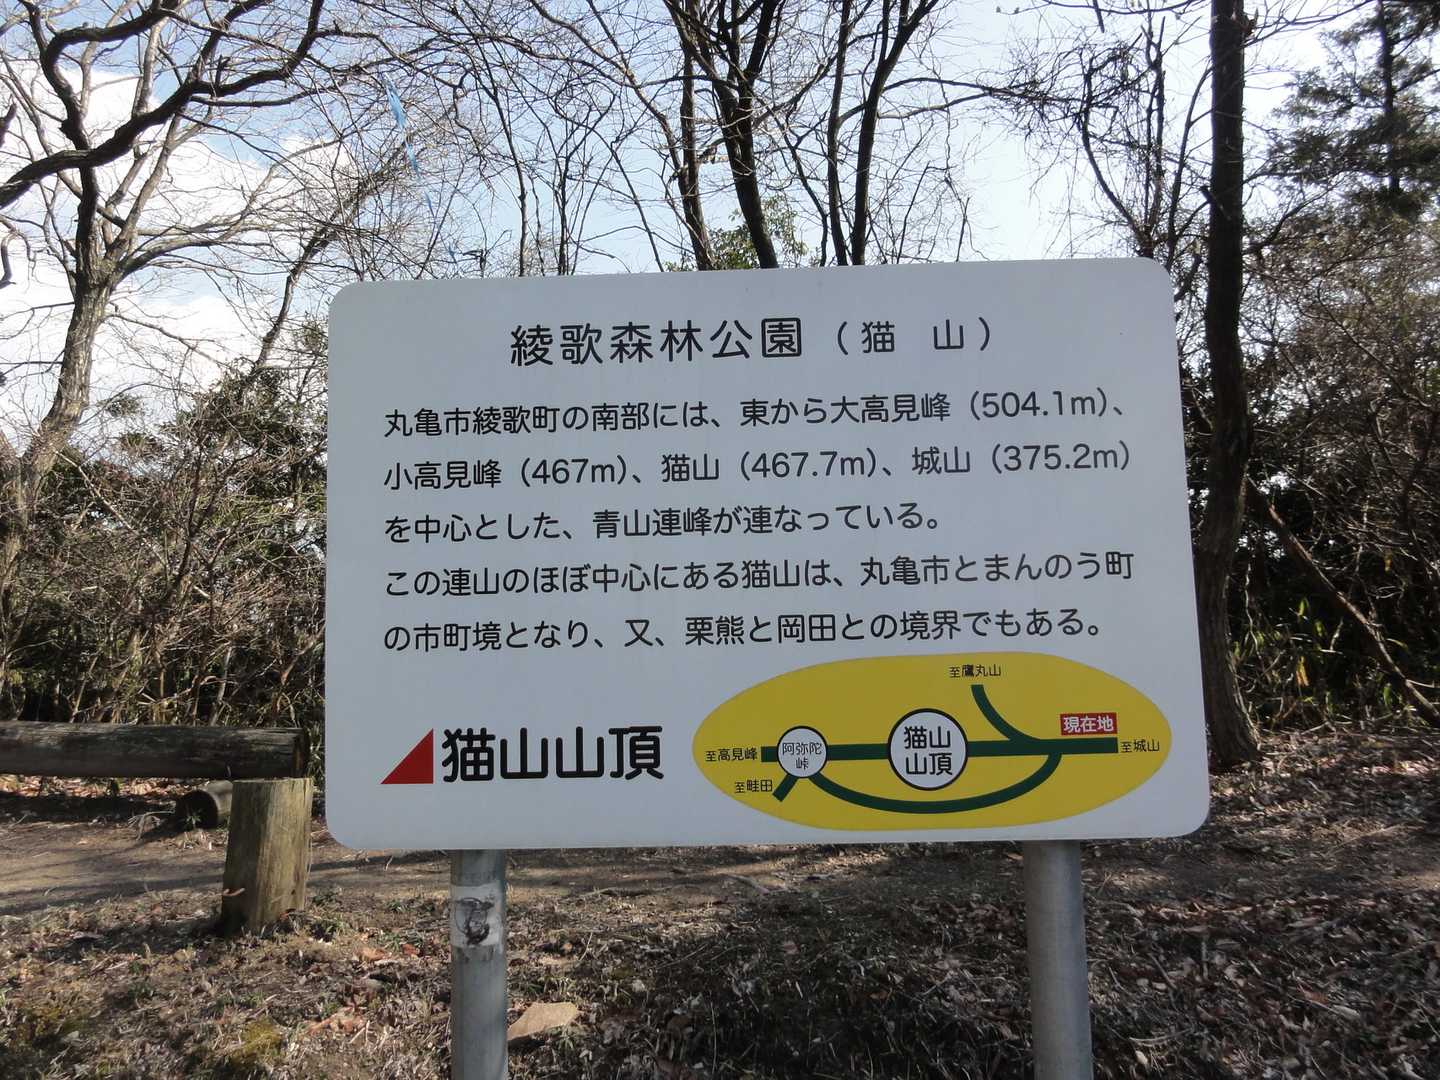 綾歌森林公園（猫　山）
丸亀市綾歌町の南部には、東から大高見峰（504.1m）、
小高見峰（467m）、猫山（467.7m）、城山（375.2m）
を中心とした、青山連峰が連なっている。
この連山のほぼ中心にある猫山は、丸亀市とまんのう町
の市町境となり、又、栗熊と岡田との境界でもある。
猫山山頂
至鷹丸山
現在地
至高見峰
阿弥陀
峠
猫山
山頂
至城山
至畦田